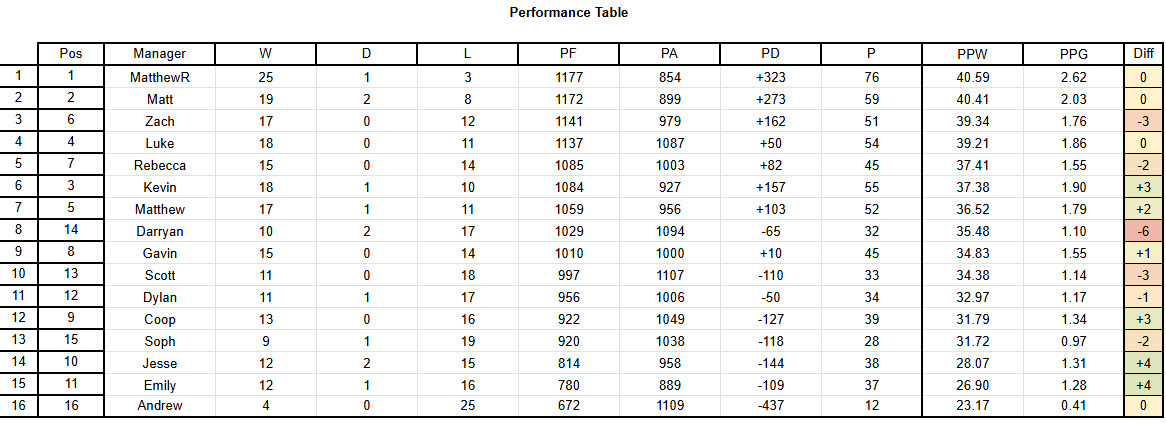 Performance Table
Pos Manager W D L PF PA PD P PPW PPG Diff
1 1 MatthewR 25 1 3 1177 854 +323 76 40.59 2.62 0
2 2 Matt 19 2 8 1172 899 +273 59 40.41 2.03 0
3 6 Zach 17 0 12 1141 979 +162 51 39.34 1.76 -3
4 4 Luke 18 0 11 1137 1087 +50 54 39.21 1.86 0
5 7 Rebecca 15 0 14 1085 1003 +82 45 37.41 1.55 -2
6 3 Kevin 18 1 10 1084 927 +157 55 37.38 1.90 +3
7 5 Matthew 17 1 11 1059 956 +103 52 36.52 1.79 +2
8 14 Darryan 10 2 17 1029 1094 -65 32 35.48 1.10 -6
9 8 Gavin 15 0 14 1010 1000 +10 45 34.83 1.55 +1
10 13 Scott 11 0 18 997 1107 -110 33 34.38 1.14 -3
11 12 Dylan 11 1 17 956 1006 -50 34 32.97 1.17 -1
12 9 Coop 13 0 16 922 1049 -127 39 31.79 1.34 +3
13 15 Soph 9 1 19 920 1038 -118 28 31.72 0.97 -2
14 10 Jesse 12 2 15 814 958 -144 38 28.07 1.31 +4
15 11 Emily 12 1 16 780 889 -109 37 26.90 1.28 +4
16 16 Andrew 4 0 25 672 1109 -437 12 23.17 0.41 0